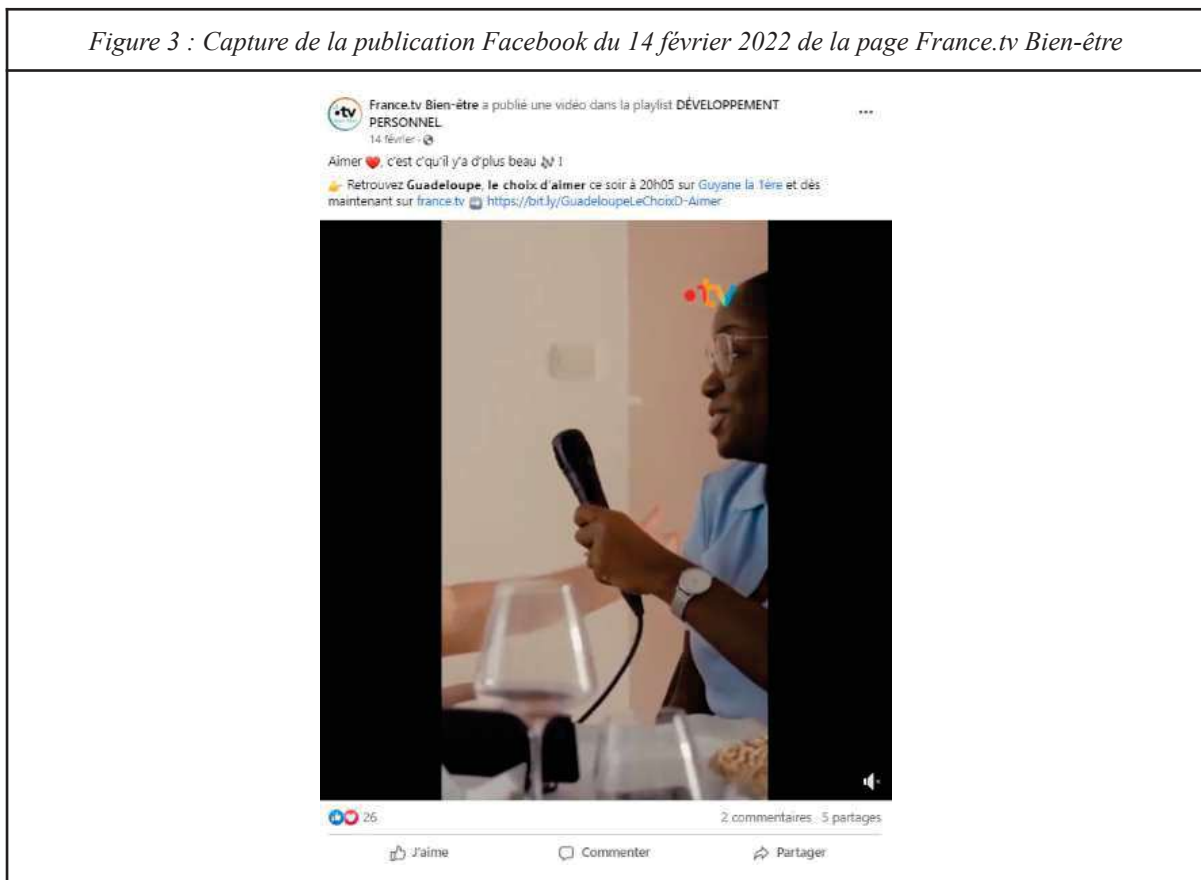 Figure 3 : Capture de la publication Facebook du 14 février 2022 de la page France.tv Bien-être
France.tv Bien-être a publié une vidéo dans la playlist DÉVELOPPEMENT
PERSONNEL.
14 février ·
Aimer ❤️, c'est c'qu'il y'a d'plus beau 🎶 !
👉 Retrouvez Guadeloupe, le choix d'aimer ce soir à 20h05 sur Guyane la 1ère et dès
maintenant sur france.tv ➡️ https://bit.ly/GuadeloupeLeChoixD-Aimer
•tv
26
2 commentaires 5 partages
J'aime
Commenter
Partager